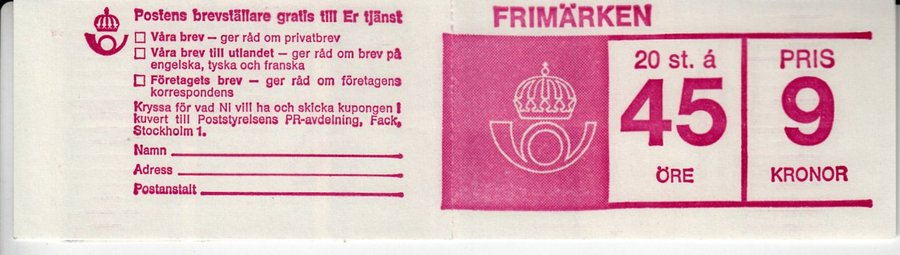 Postens brevställare gratis till Er tjänst
Våra brev – ger råd om privatbrev
Våra brev till utlandet – ger råd om brev på
engelska, tyska och franska
Företagets brev – ger råd om företagens
korrespondens
Kryssa för vad Ni vill ha och skicka kupongen i
kuvert till Poststyrelsens PR-avdelning, Fack,
Stockholm 1.
Namn
Adress
Postanstalt
FRIMÄRKEN
20 st. á
45
ÖRE
PRIS
9
KRONOR